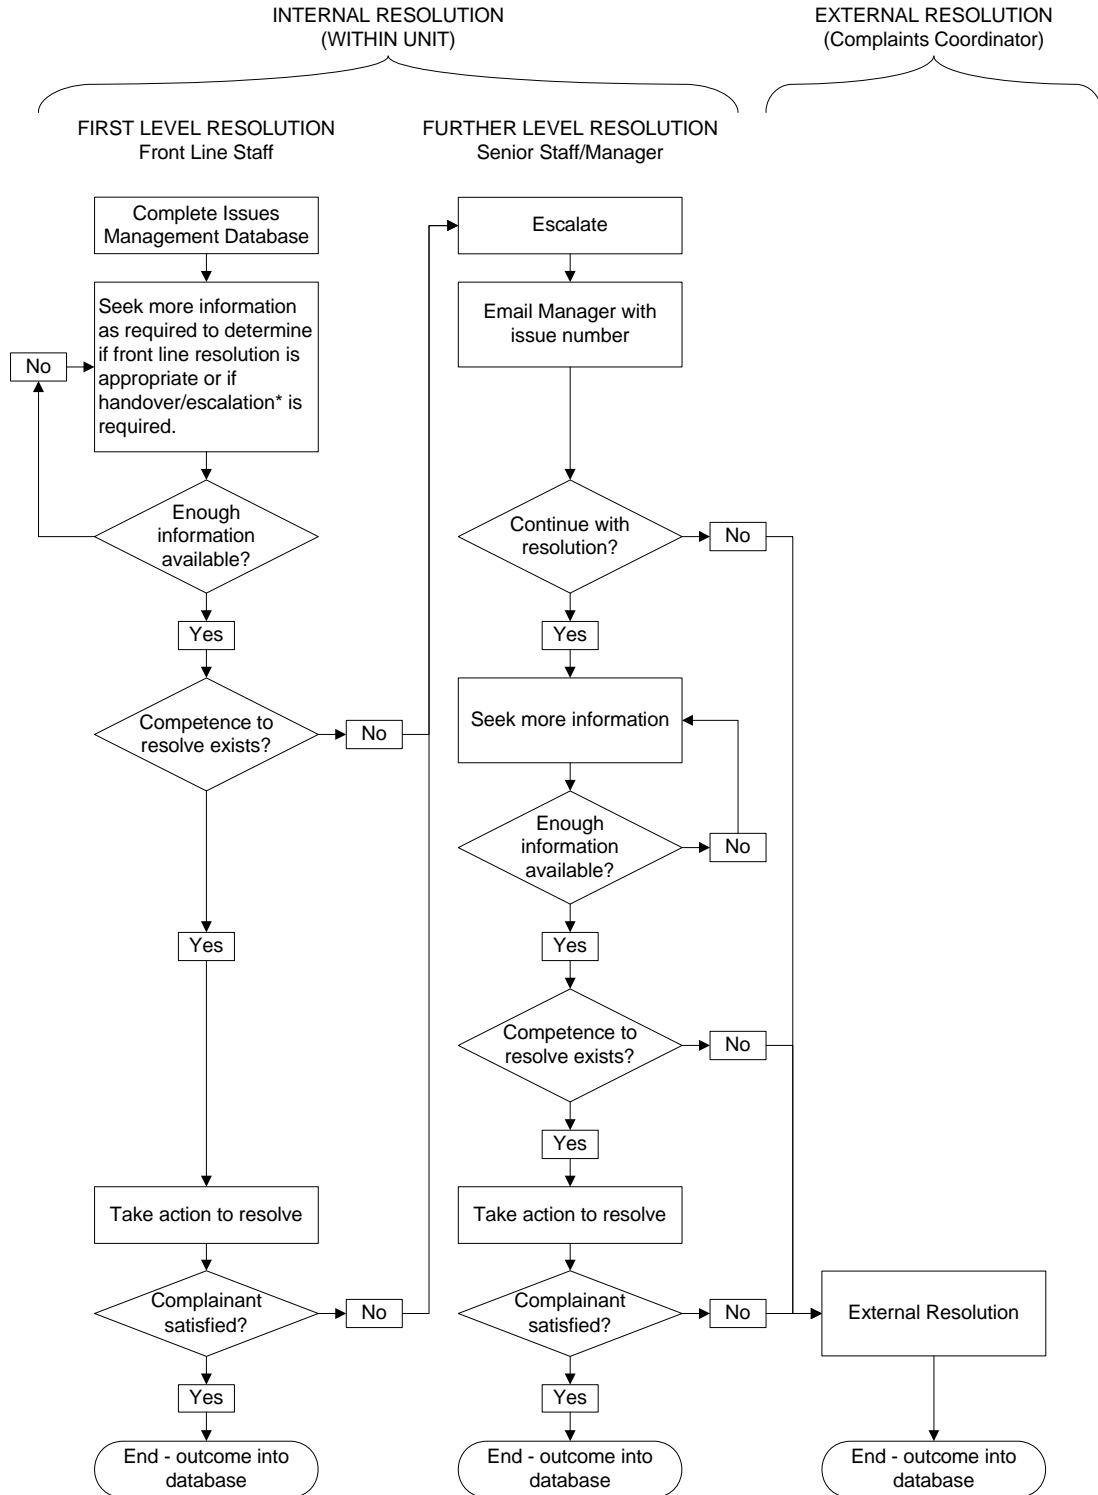 INTERNAL RESOLUTION
(WITHIN UNIT)
EXTERNAL RESOLUTION
(Complaints Coordinator)
FIRST LEVEL RESOLUTION
Front Line Staff
FURTHER LEVEL RESOLUTION
Senior Staff/Manager
Complete Issues
Management Database
Seek more information
as required to determine
if front line resolution is
appropriate or if
handover/escalation* is
required.
No
Enough
information
available?
Yes
Competence to
resolve exists?
No
Yes
Take action to resolve
Complainant
satisfied?
No
Yes
End - outcome into
database
Escalate
Email Manager with
issue number
Continue with
resolution?
No
Yes
Seek more information
Enough
information
available?
No
Yes
Competence to
resolve exists?
No
Yes
Take action to resolve
Complainant
satisfied?
No
Yes
End - outcome into
database
External Resolution
End - outcome into
database